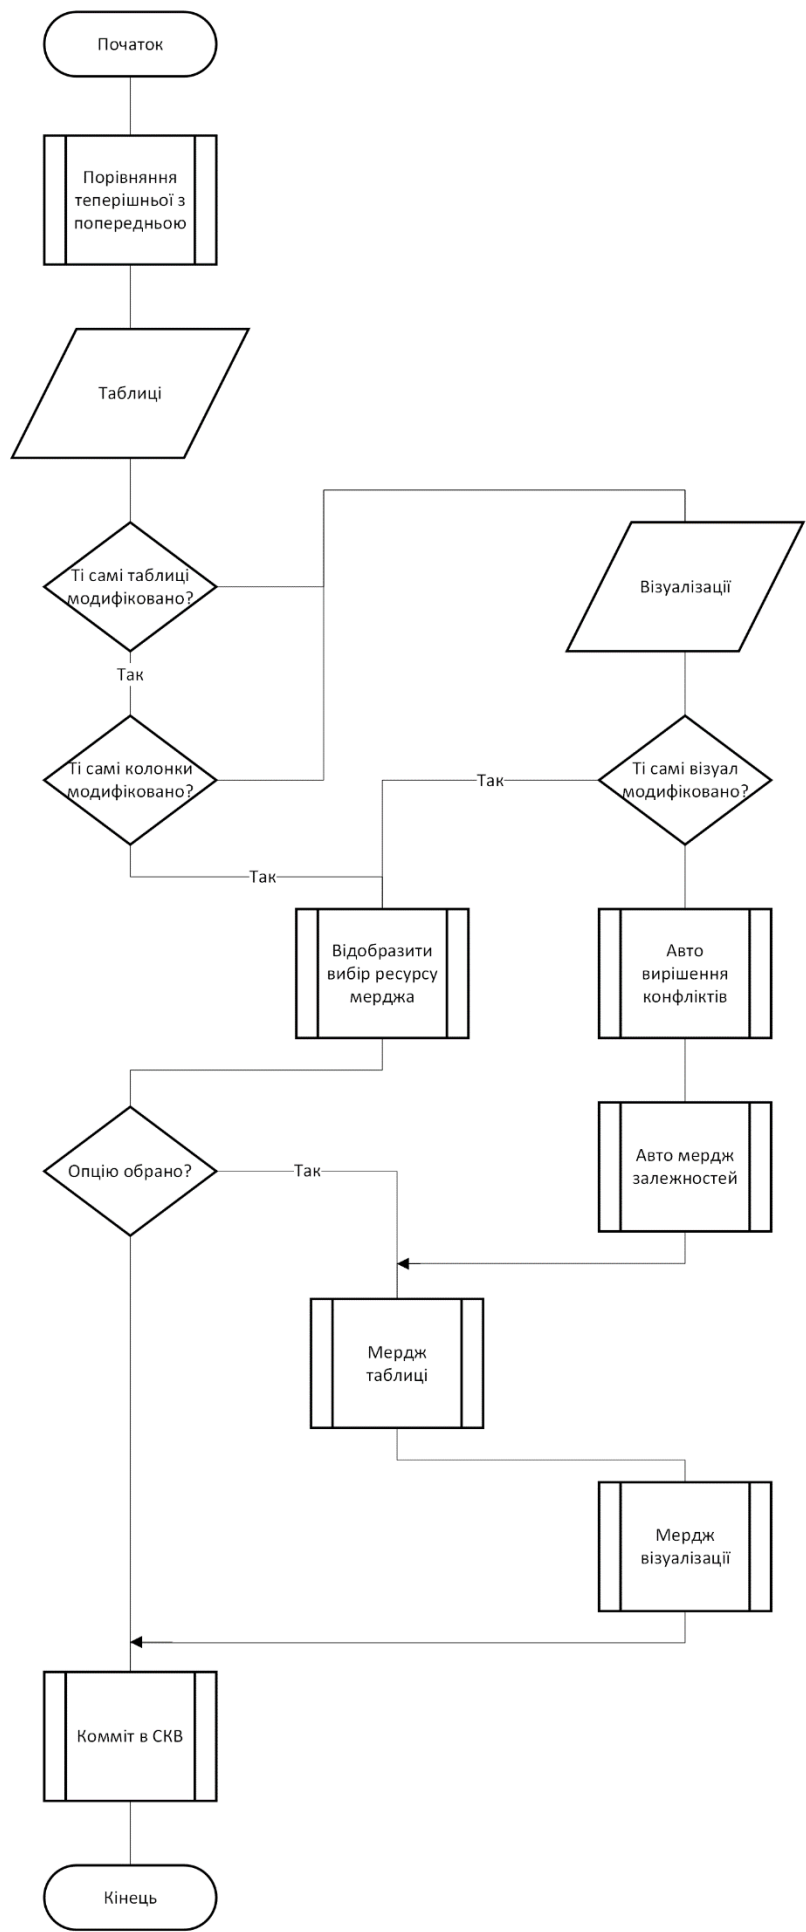 Початок
Порівняння
теперішньої з
попередньою
Таблиці
Ті самі таблиці
модифіковано?
Візуалізації
Так
Ті самі колонки
модифіковано?
Так
Ті самі візуал
модифіковано?
Так
Відобразити
вибір ресурсу
мерджа
Авто
вирішення
конфліктів
Опцію обрано?
Так
Авто мердж
залежностей
Мердж
таблиці
Мердж
візуалізації
Комміт в СКВ
Кінець